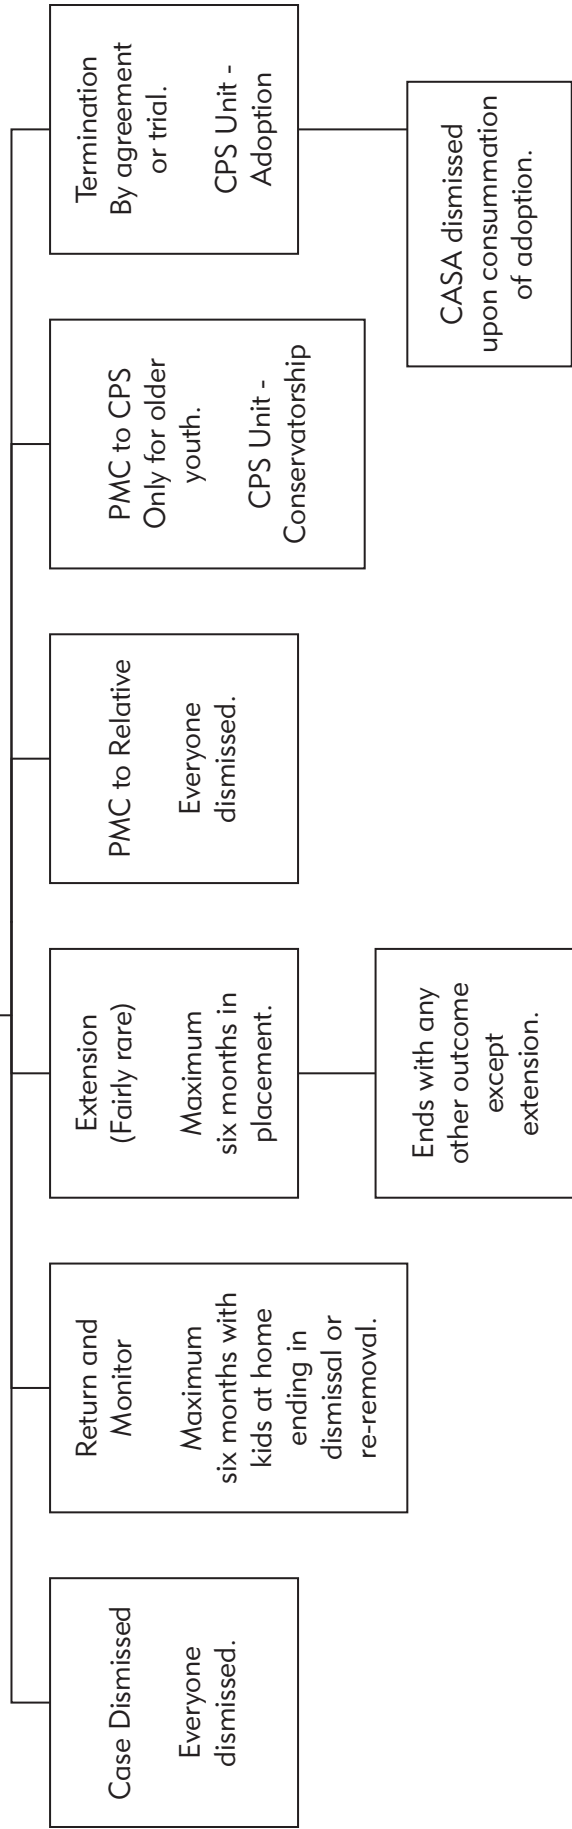 Case Dismissed
Everyone
dismissed.
Return and
Monitor
Maximum
six months with
kids at home
ending in
dismissal or
re-removal.
Extension
(Fairly rare)
Maximum
six months in
placement.
Ends with any
other outcome
except
extension.
PMC to Relative
Everyone
dismissed.
PMC to CPS
Only for older
youth.
CPS Unit -
Conservatorship
Termination
By agreement
or trial.
CPS Unit -
Adoption
CASA dismissed
upon consummation
of adoption.